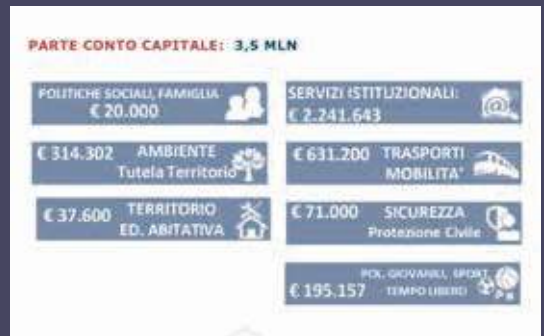 PARTE CONTO CAPITALE: 3,5 MLN
POLITICHE SOCIALI, FAMIGLIA
€ 20.000
SERVIZI ISTITUZIONALI:
€ 2.241.643
€ 314.302 AMBIENTE
Tutela Territorio
€ 631.200 TRASPORTI
MOBILITA'
€ 37.600 TERRITORIO
ED. ABITATIVA
€ 71.000 SICUREZZA
Protezione Civile
POL. GIOVANILI, SPORT,
€ 195.157 TEMPO LIBERO